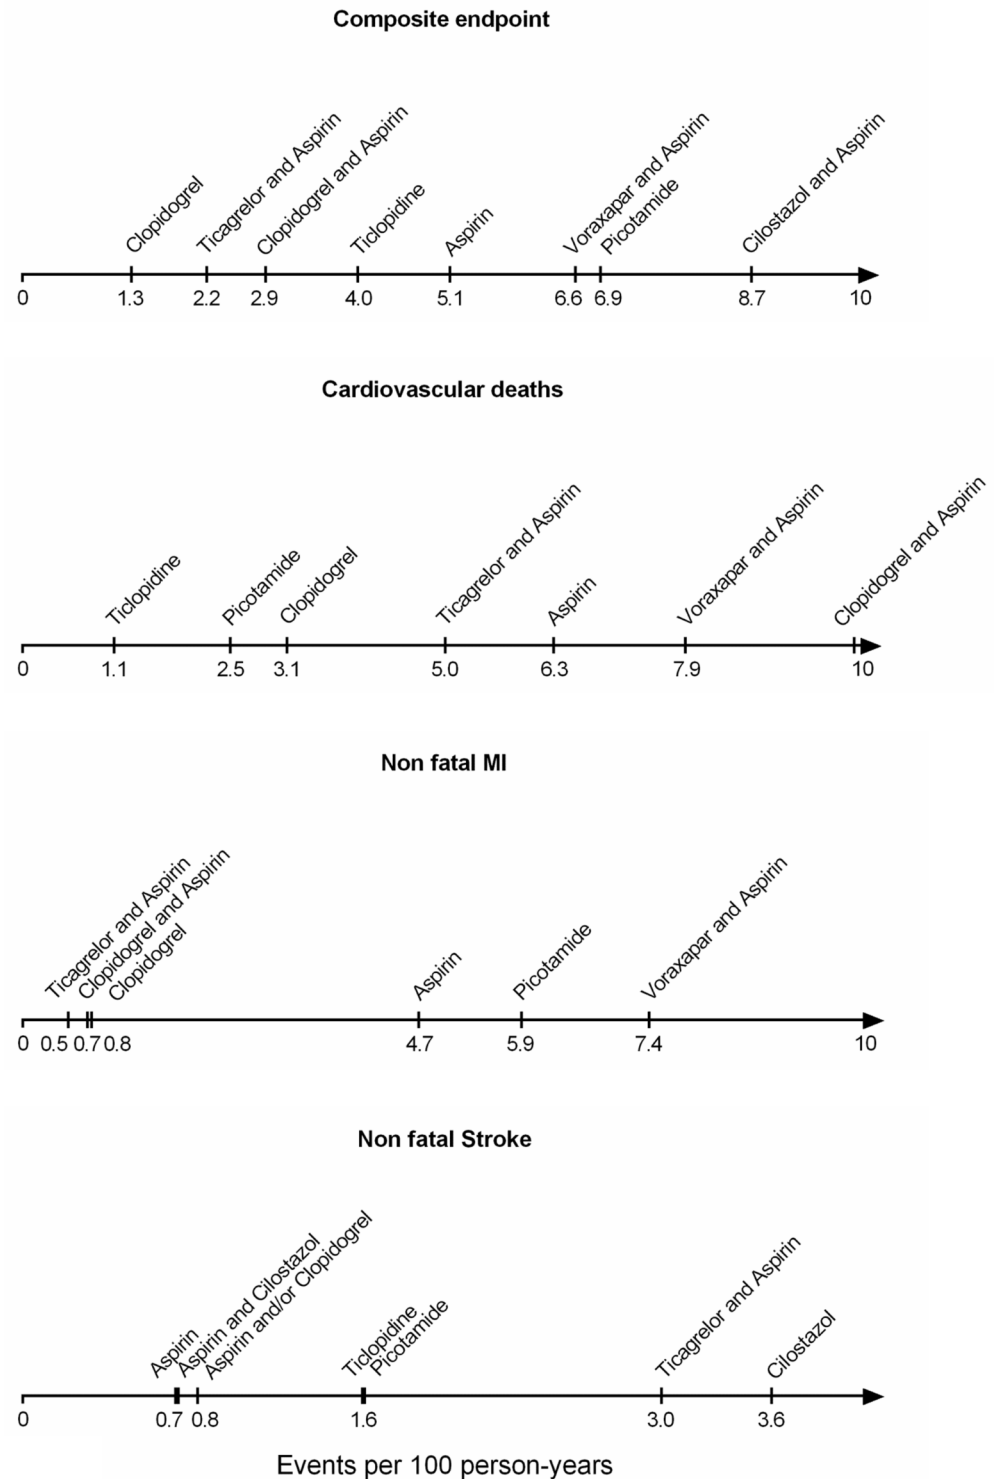 Composite endpoint
Clopidogrel
Ticagrelor and Aspirin
Clopidogrel and Aspirin
Ticlopidine
Aspirin
Voraxapar and Aspirin
Picotamide
Cilostazol and Aspirin
0 1.3 2.2 2.9 4.0 5.1 6.6 6.9 8.7 10
Cardiovascular deaths
Ticlopidine
Picotamide
Clopidogrel
Ticagrelor and Aspirin
Aspirin
Voraxapar and Aspirin
Clopidogrel and Aspirin
0 1.1 2.5 3.1 5.0 6.3 7.9 10
Non fatal MI
Ticagrelor and Aspirin
Clopidogrel and Aspirin
Clopidogrel
Aspirin
Picotamide
Voraxapar and Aspirin
0 0.5 0.7 0.8 4.7 5.9 7.4 10
Non fatal Stroke
Aspirin
Aspirin and Cilostazol
Aspirin and/or Clopidogrel
Ticlopidine
Picotamide
Ticagrelor and Aspirin
Cilostazol
0 0.7 0.8 1.6 3.0 3.6
Events per 100 person-years